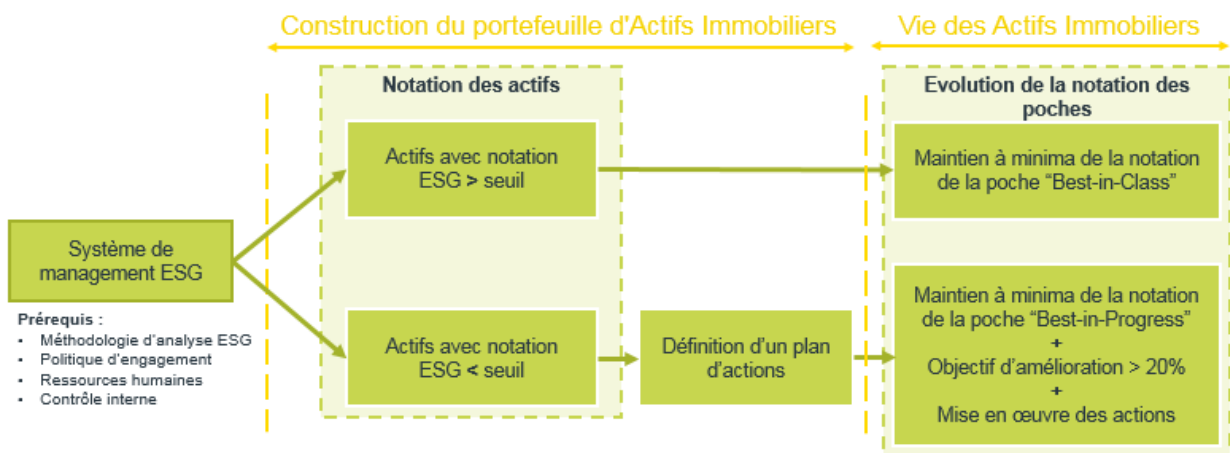 Construction du portefeuille d'Actifs Immobiliers
Vie des Actifs Immobiliers
Notation des actifs
Evolution de la notation des
poches
Actifs avec notation
ESG > seuil
Maintien à minima de la notation
de la poche “Best-in-Class”
Système de
management ESG
Prérequis :
▪ Méthodologie d'analyse ESG
▪ Politique d'engagement
▪ Ressources humaines
▪ Contrôle interne
Actifs avec notation
ESG < seuil
Définition d'un plan
d'actions
Maintien à minima de la notation
de la poche “Best-in-Progress”
+
Objectif d'amélioration > 20%
+
Mise en œuvre des actions